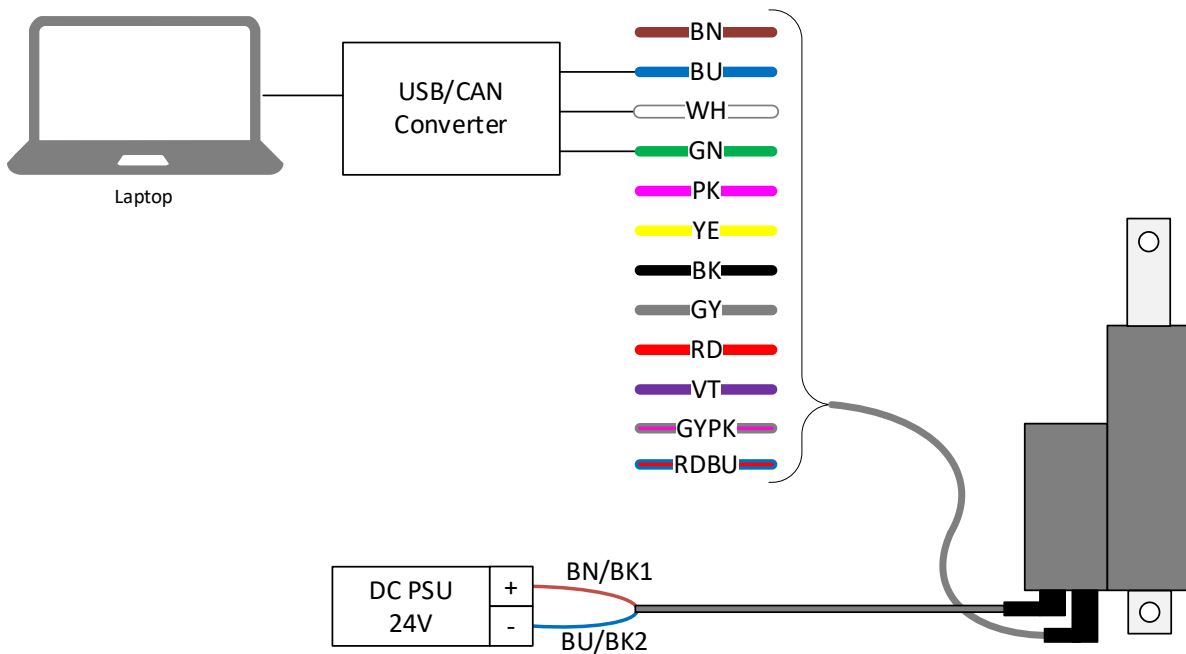 BN
BU
USB/CAN
Converter
WH
GN
Laptop
PK
YE
BK
GY
RD
VT
GYPK
RDBU
BN/BK1
DC PSU
24V
+
-
BU/BK2